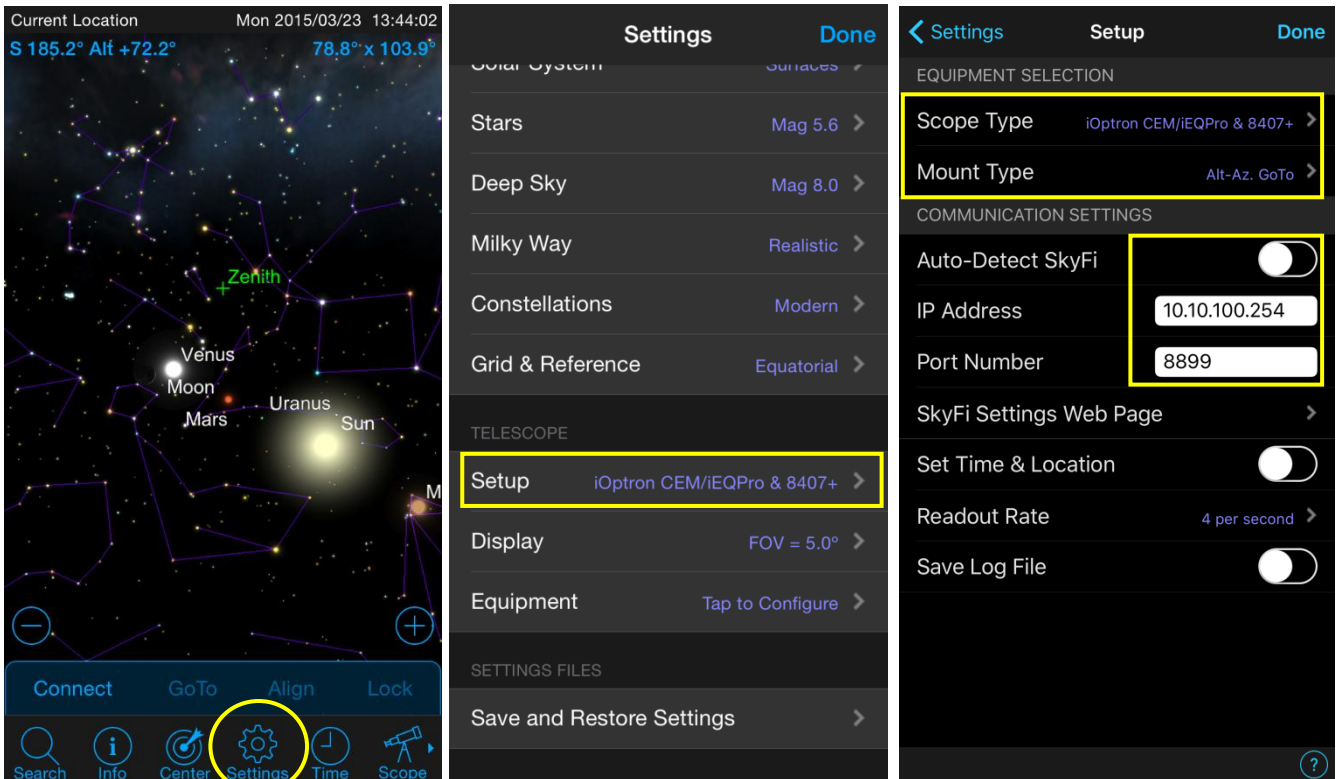 Current Location Mon 2015/03/23 13:44:02
S 185.2° Alt +72.2° 78.8° x 103.9°
Zenith
Venus
Moon
Mars
Uranus
Sun
M
Connect GoTo Align Lock
Search Info Center Settings Time Scope
Settings Done
Solar System Surfaces
Stars Mag 5.6
Deep Sky Mag 8.0
Milky Way Realistic
Constellations Modern
Grid & Reference Equatorial
TELESCOPE
Setup iOptron CEM/iEQPro & 8407+
Display FOV = 5.0°
Equipment Tap to Configure
SETTINGS FILES
Save and Restore Settings
Settings Setup Done
EQUIPMENT SELECTION
Scope Type iOptron CEM/iEQPro & 8407+
Mount Type Alt-Az. GoTo
COMMUNICATION SETTINGS
Auto-Detect SkyFi
IP Address 10.10.100.254
Port Number 8899
SkyFi Settings Web Page
Set Time & Location
Readout Rate 4 per second
Save Log File
?